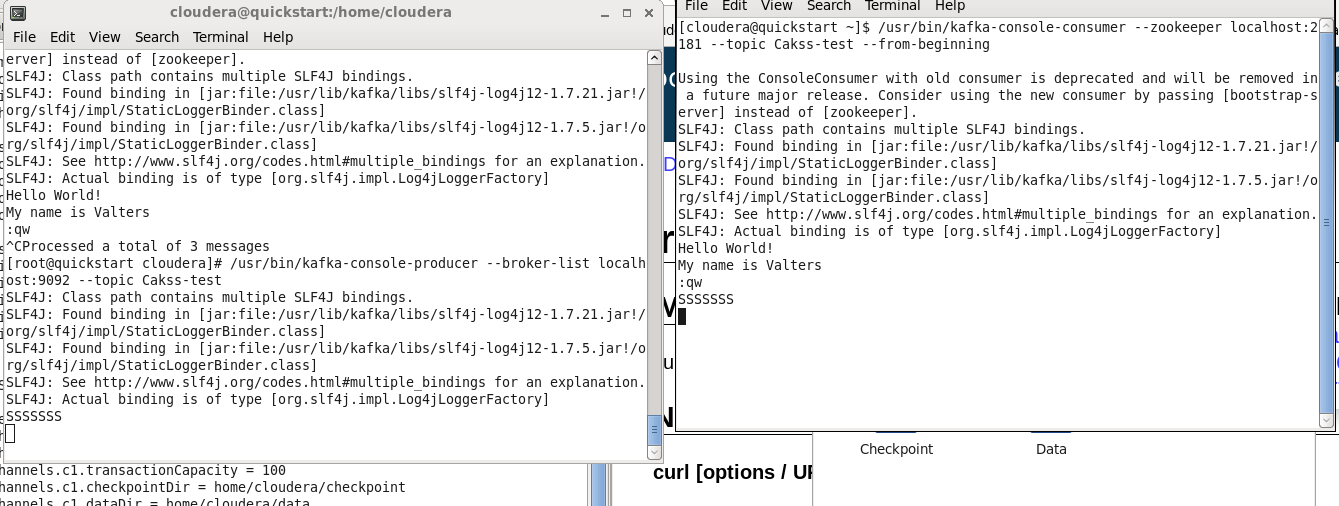 cloudera@quickstart:/home/cloudera
File Edit View Search Terminal Help
erver] instead of [zookeeper].
SLF4J: Class path contains multiple SLF4J bindings.
SLF4J: Found binding in [jar:file:/usr/lib/kafka/libs/slf4j-log4j12-1.7.21.jar!/
org/slf4j/impl/StaticLoggerBinder.class]
SLF4J: Found binding in [jar:file:/usr/lib/kafka/libs/slf4j-log4j12-1.7.5.jar!/o
rg/slf4j/impl/StaticLoggerBinder.class]
SLF4J: See http://www.slf4j.org/codes.html#multiple_bindings for an explanation.
SLF4J: Actual binding is of type [org.slf4j.impl.Log4jLoggerFactory]
Hello World!
My name is Valters
:qw
^CProcessed a total of 3 messages
[root@quickstart cloudera]# /usr/bin/kafka-console-producer --broker-list localh
ost:9092 --topic Cakss-test
SLF4J: Class path contains multiple SLF4J bindings.
SLF4J: Found binding in [jar:file:/usr/lib/kafka/libs/slf4j-log4j12-1.7.21.jar!/
org/slf4j/impl/StaticLoggerBinder.class]
SLF4J: Found binding in [jar:file:/usr/lib/kafka/libs/slf4j-log4j12-1.7.5.jar!/o
rg/slf4j/impl/StaticLoggerBinder.class]
SLF4J: See http://www.slf4j.org/codes.html#multiple_bindings for an explanation.
SLF4J: Actual binding is of type [org.slf4j.impl.Log4jLoggerFactory]
SSSSSSS
hannels.c1.transactionCapacity = 100
hannels.c1.checkpointDir = home/cloudera/checkpoint
hannels.c1.dataDir = home/cloudera/data
File Edit View Search Terminal Help
[cloudera@quickstart ~]$ /usr/bin/kafka-console-consumer --zookeeper localhost:2
181 --topic Cakss-test --from-beginning
Using the ConsoleConsumer with old consumer is deprecated and will be removed in
a future major release. Consider using the new consumer by passing [bootstrap-s
erver] instead of [zookeeper].
SLF4J: Class path contains multiple SLF4J bindings.
SLF4J: Found binding in [jar:file:/usr/lib/kafka/libs/slf4j-log4j12-1.7.21.jar!/
org/slf4j/impl/StaticLoggerBinder.class]
SLF4J: Found binding in [jar:file:/usr/lib/kafka/libs/slf4j-log4j12-1.7.5.jar!/o
rg/slf4j/impl/StaticLoggerBinder.class]
SLF4J: See http://www.slf4j.org/codes.html#multiple_bindings for an explanation.
SLF4J: Actual binding is of type [org.slf4j.impl.Log4jLoggerFactory]
Hello World!
My name is Valters
:qw
SSSSSSS
Checkpoint Data
curl [options /